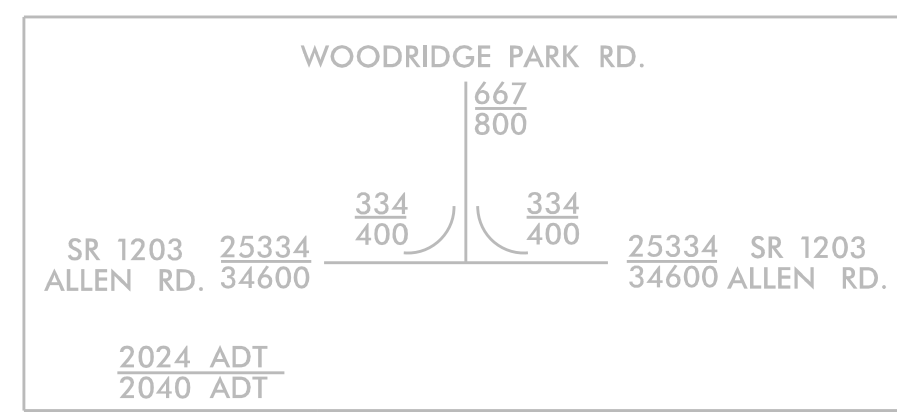 WOODRIDGE PARK RD.
667
800
334
400
334
400
SR 1203
ALLEN RD.
25334
34600
25334
34600
SR 1203
ALLEN RD.
2024 ADT
2040 ADT